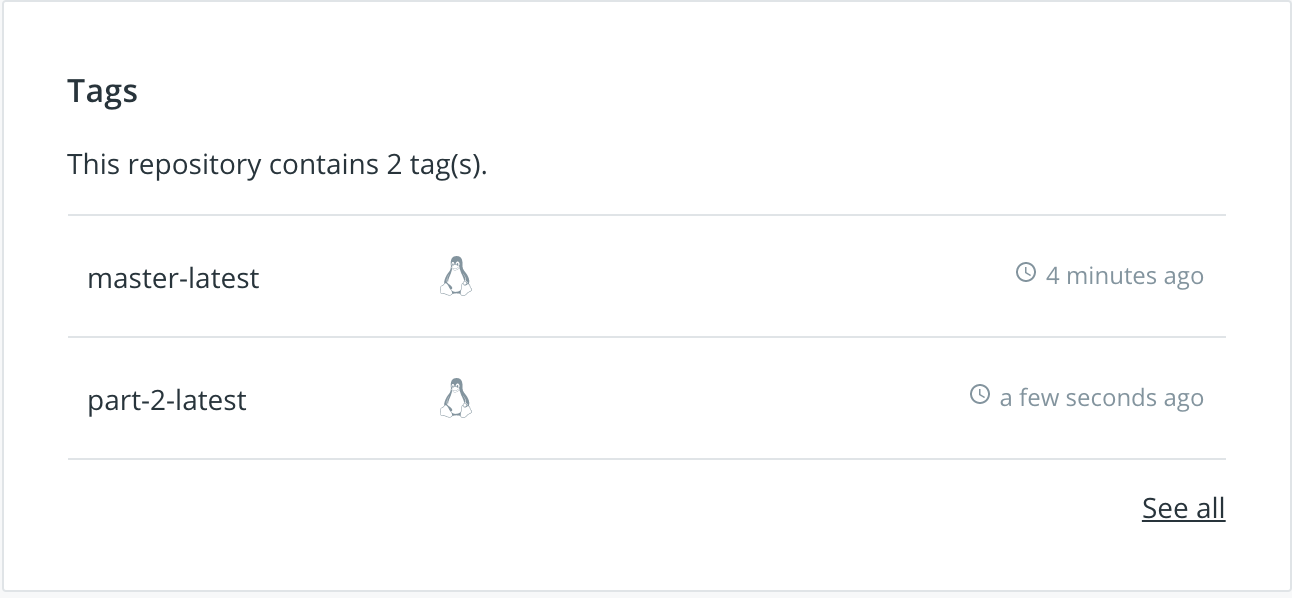 Tags
This repository contains 2 tag(s).
master-latest 4 minutes ago
part-2-latest a few seconds ago
See all